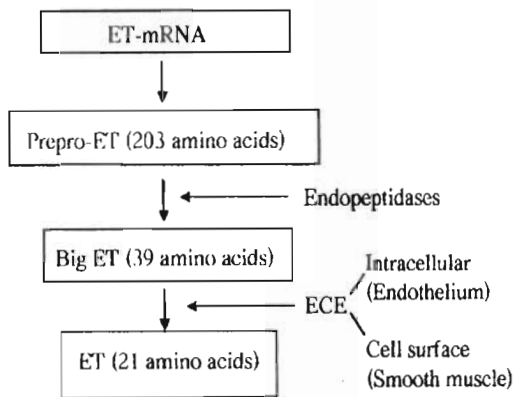 ET-mRNA
Prepro-ET (203 amino acids)
Endopeptidases
Big ET (39 amino acids)
Intracellular
(Endothelium)
ECE
Cell surface
(Smooth muscle)
ET (21 amino acids)